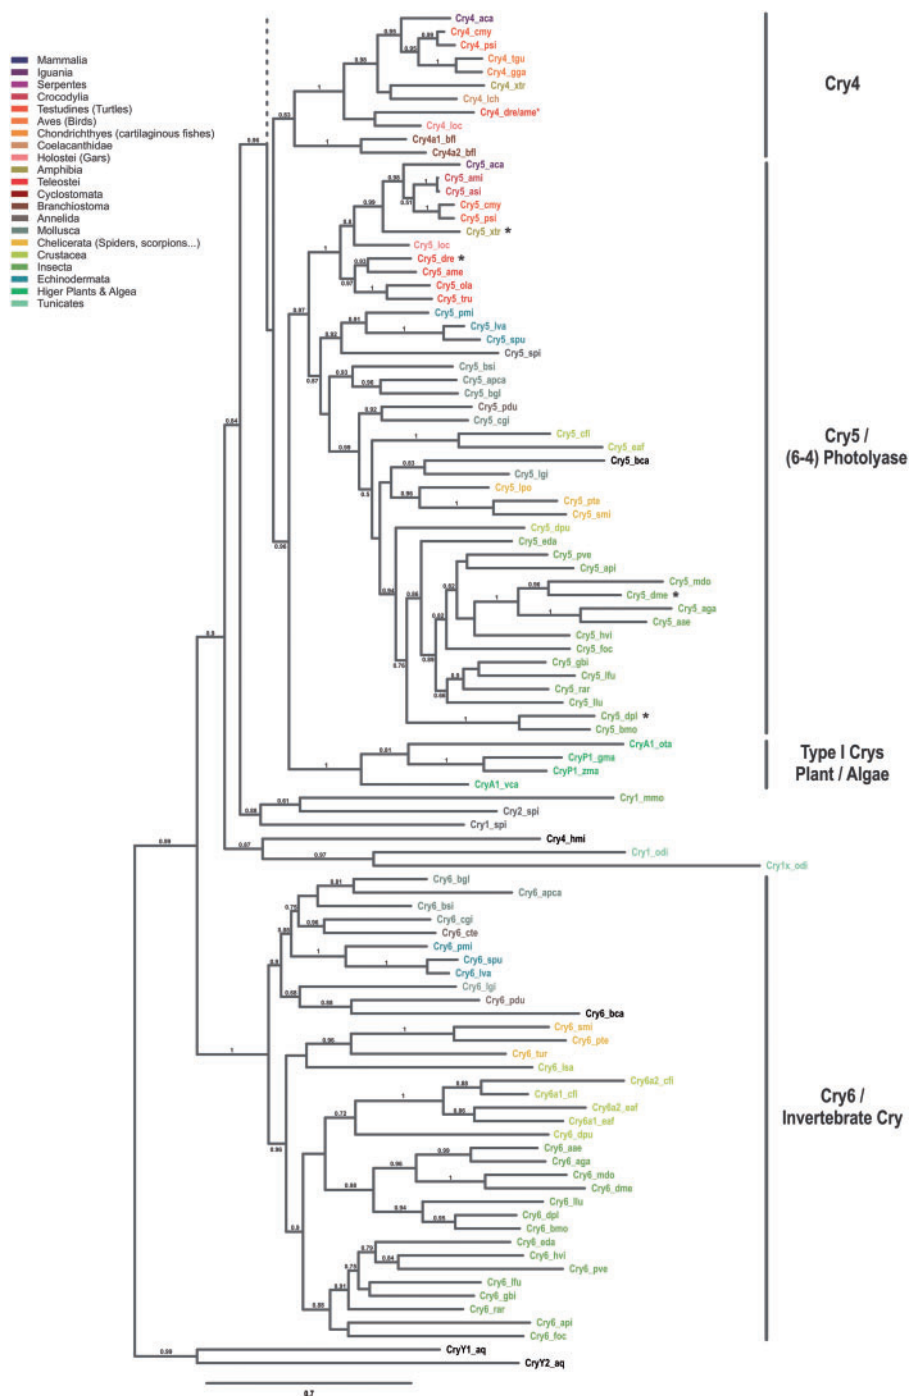 Mammalia
Iguania
Serpentes
Crocodylia
Testudines (Turtles)
Aves (Birds)
Chondrichthyes (cartilaginous fishes)
Coelacanthidae
Holostei (Gars)
Amphibia
Teleostei
Cyclostomata
Branchiostoma
Annelida
Mollusca
Chelicerata (Spiders, scorpions...)
Crustacea
Insecta
Echinodermata
Higer Plants & Algea
Tunicates
Cry4_aca
Cry4_cmy
Cry4_psi
Cry4_tgu
Cry4_gga
Cry4_xtr
Cry4_lch
Cry4_dre/ame*
Cry4_loc
Cry4a1_bfl
Cry4a2_bfl
Cry4
Cry5_aca
Cry5_ami
Cry5_asi
Cry5_cmy
Cry5_psi
Cry5_xtr *
Cry5_loc
Cry5_dre *
Cry5_ame
Cry5_ola
Cry5_tru
Cry5_pmi
Cry5_lva
Cry5_spu
Cry5_spi
Cry5_bsi
Cry5_apca
Cry5_bgl
Cry5_pdu
Cry5_cgi
Cry5_cfi
Cry5_eaf
Cry5_bca
Cry5_lgi
Cry5_lpo
Cry5_pte
Cry5_smi
Cry5_dpu
Cry5_eda
Cry5_pve
Cry5_api
Cry5_mdo
Cry5_dme *
Cry5_aga
Cry5_aae
Cry5_hvi
Cry5_foc
Cry5_gbi
Cry5_lfu
Cry5_rar
Cry5_llu
Cry5_dpl *
Cry5_bmo
Cry5 /
(6-4) Photolyase
CryA1_ota
CryP1_gma
CryP1_zma
CryA1_vca
Type I Crys
Plant / Algae
Cry1_mmo
Cry2_spi
Cry1_spi
Cry4_hmi
Cry1_odi
Cry1x_odi
Cry6_bgl
Cry6_apca
Cry6_bsi
Cry6_cgi
Cry6_cte
Cry6_pmi
Cry6_spu
Cry6_lva
Cry6_lgi
Cry6_pdu
Cry6_bca
Cry6_smi
Cry6_pte
Cry6_tur
Cry6_lsa
Cry6a2_cfi
Cry6a1_cfi
Cry6a2_eaf
Cry6a1_eaf
Cry6_dpu
Cry6_aae
Cry6_aga
Cry6_mdo
Cry6_dme
Cry6_llu
Cry6_dpl
Cry6_bmo
Cry6_eda
Cry6_hvi
Cry6_pve
Cry6_lfu
Cry6_gbi
Cry6_rar
Cry6_api
Cry6_foc
Cry6 /
Invertebrate Cry
CryY1_aq
CryY2_aq
0.7